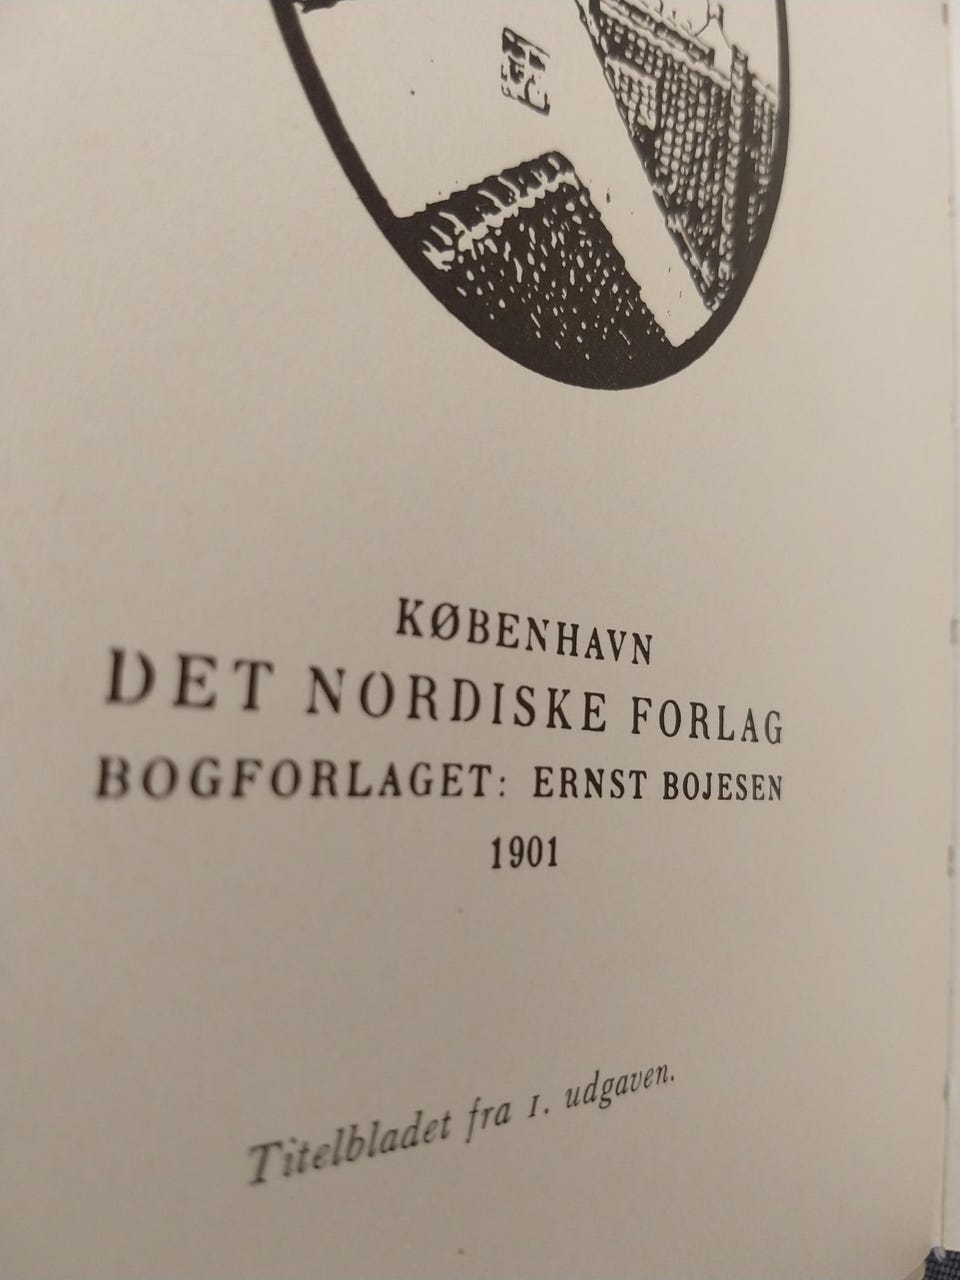 KØBENHAVN
DET NORDISKE FORLAG
BOGFORLAGET: ERNST BOJESEN
1901
Titelbladet fra 1. udgaven.